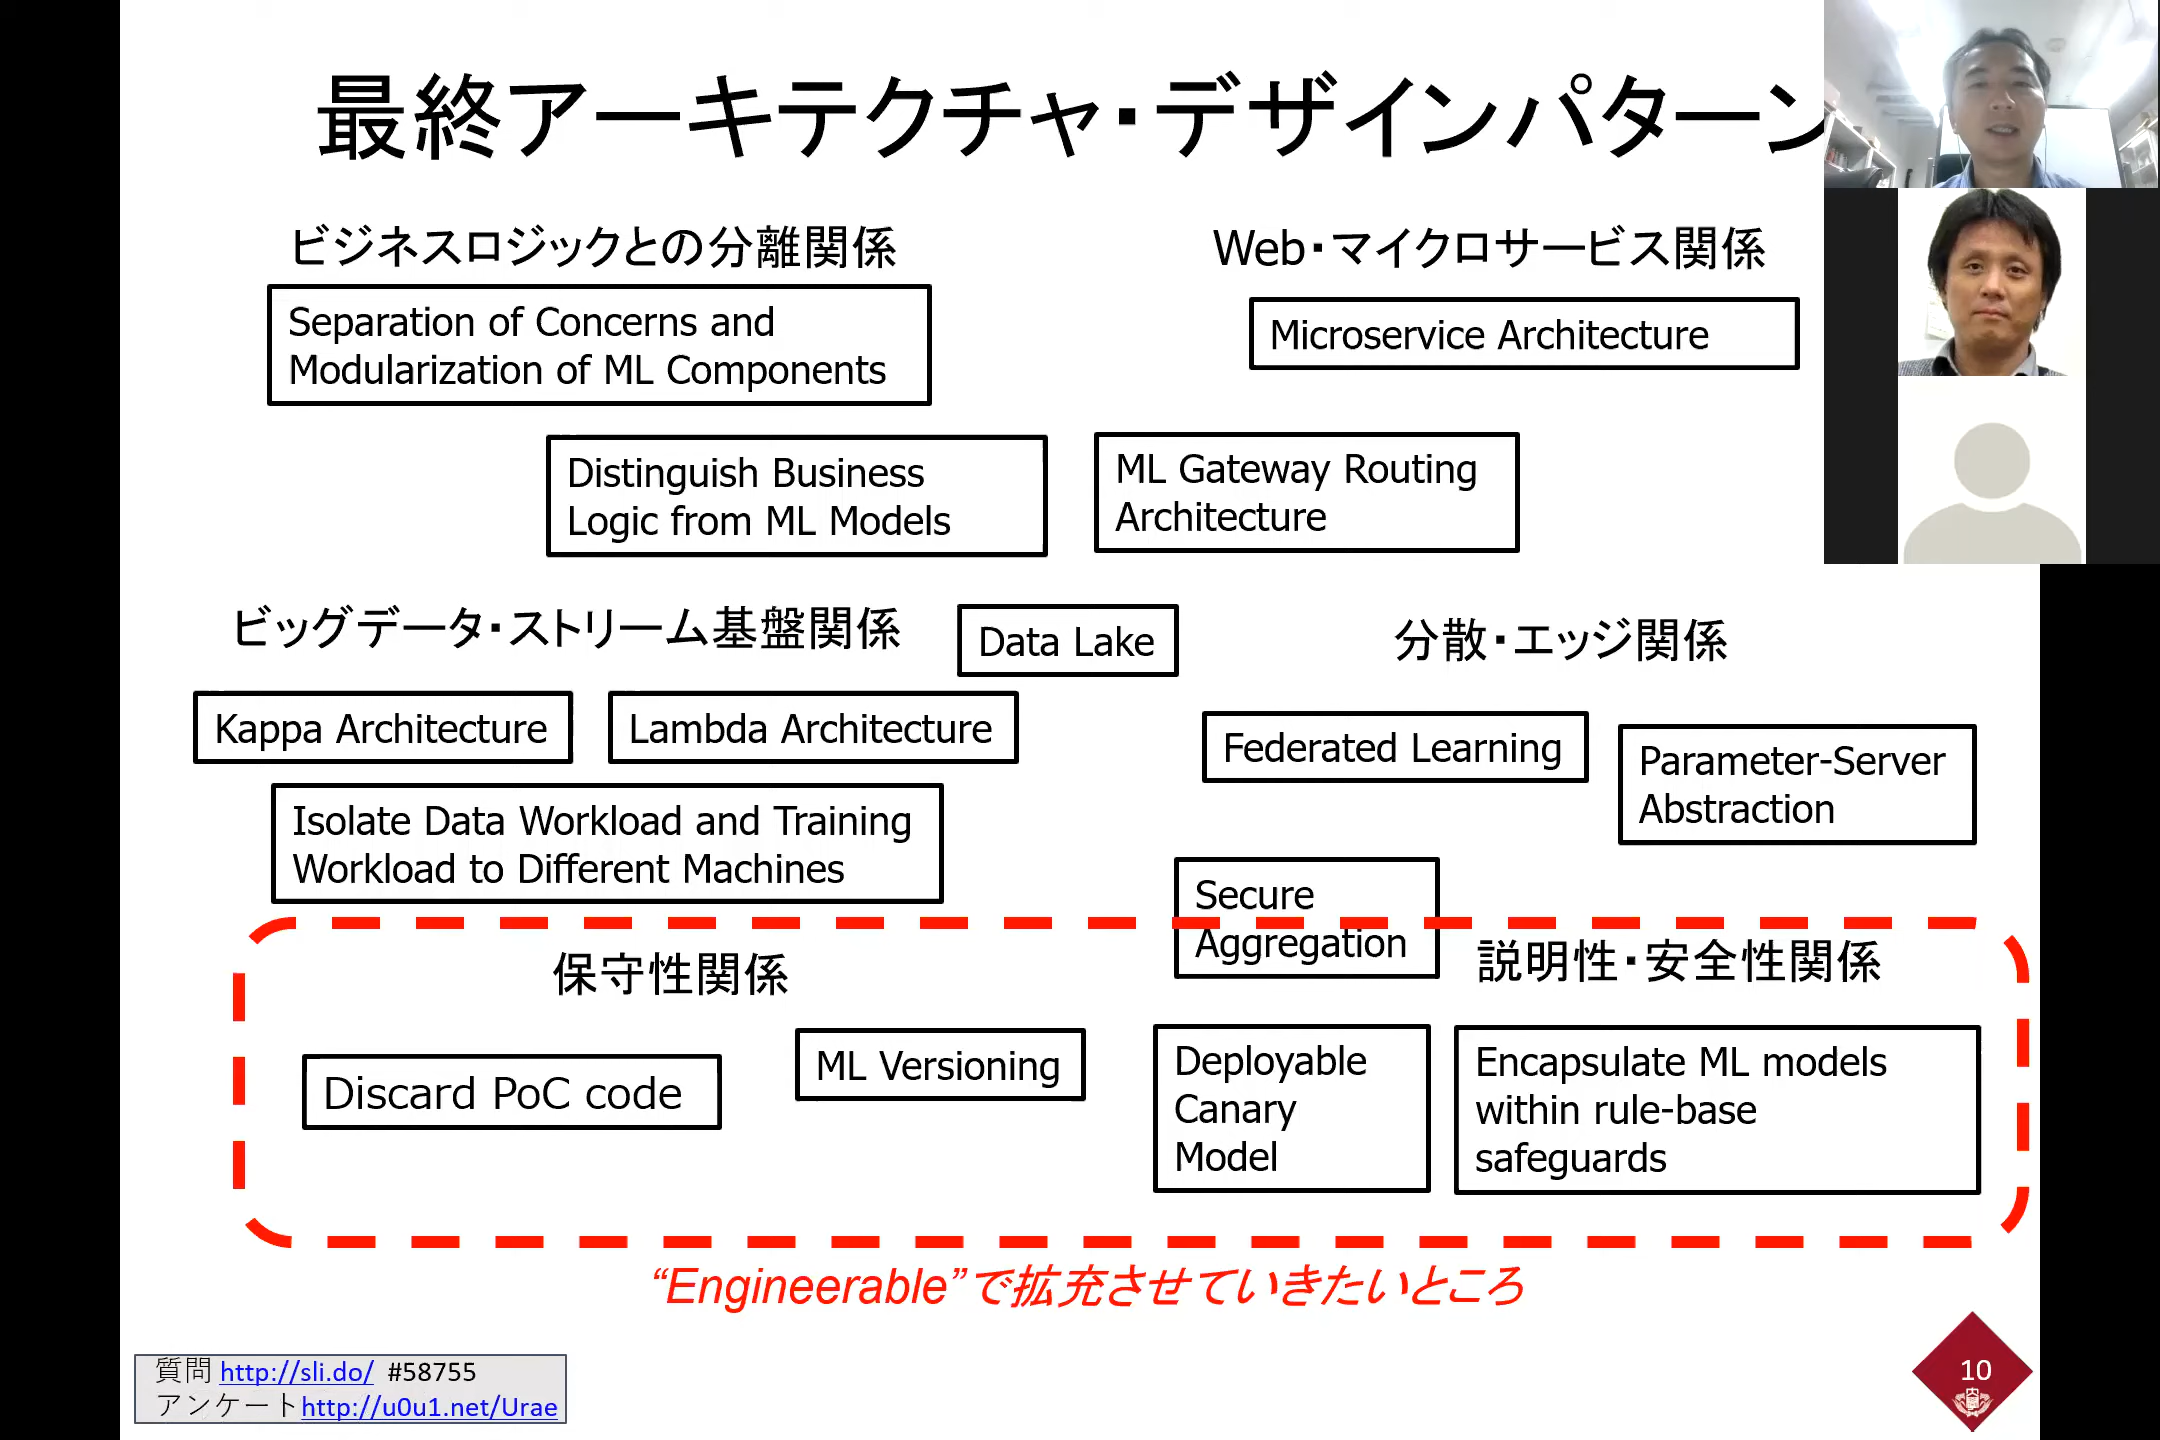 最終アーキテクチャ・デザインパターン
ビジネスロジックとの分離関係
Separation of Concerns and
Modularization of ML Components
Distinguish Business
Logic from ML Models
Web・マイクロサービス関係
Microservice Architecture
ML Gateway Routing
Architecture
ビッグデータ・ストリーム基盤関係
Data Lake
Kappa Architecture
Lambda Architecture
Isolate Data Workload and Training
Workload to Different Machines
分散・エッジ関係
Federated Learning
Parameter-Server
Abstraction
Secure
Aggregation
保守性関係
Discard PoC code
ML Versioning
説明性・安全性関係
Deployable
Canary
Model
Encapsulate ML models
within rule-base
safeguards
“Engineerable”で拡充させていきたいところ
質問 http://sli.do/ #58755
アンケートhttp://u0u1.net/Urae
10